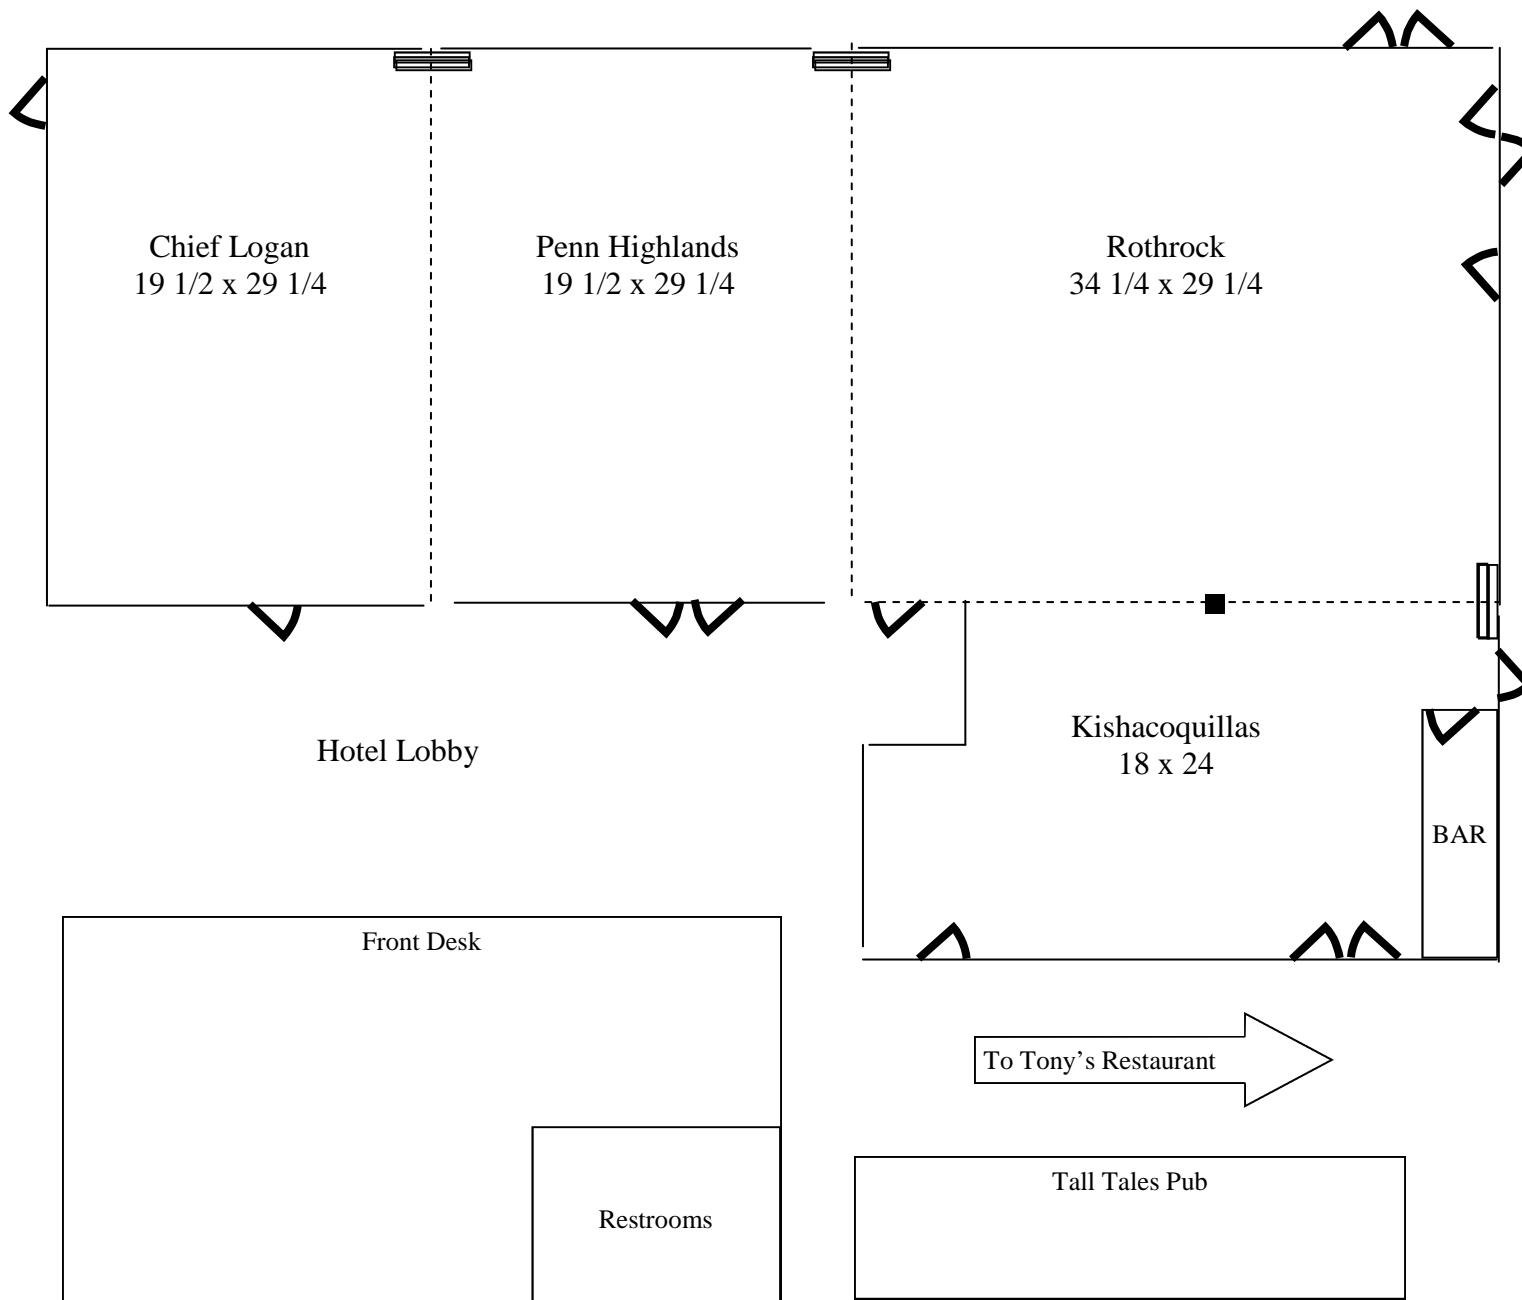 Chief Logan
19 1/2 x 29 1/4
Penn Highlands
19 1/2 x 29 1/4
Rothrock
34 1/4 x 29 1/4
Hotel Lobby
Kishacoquillas
18 x 24
BAR
Front Desk
To Tony’s Restaurant
Tall Tales Pub
Restrooms